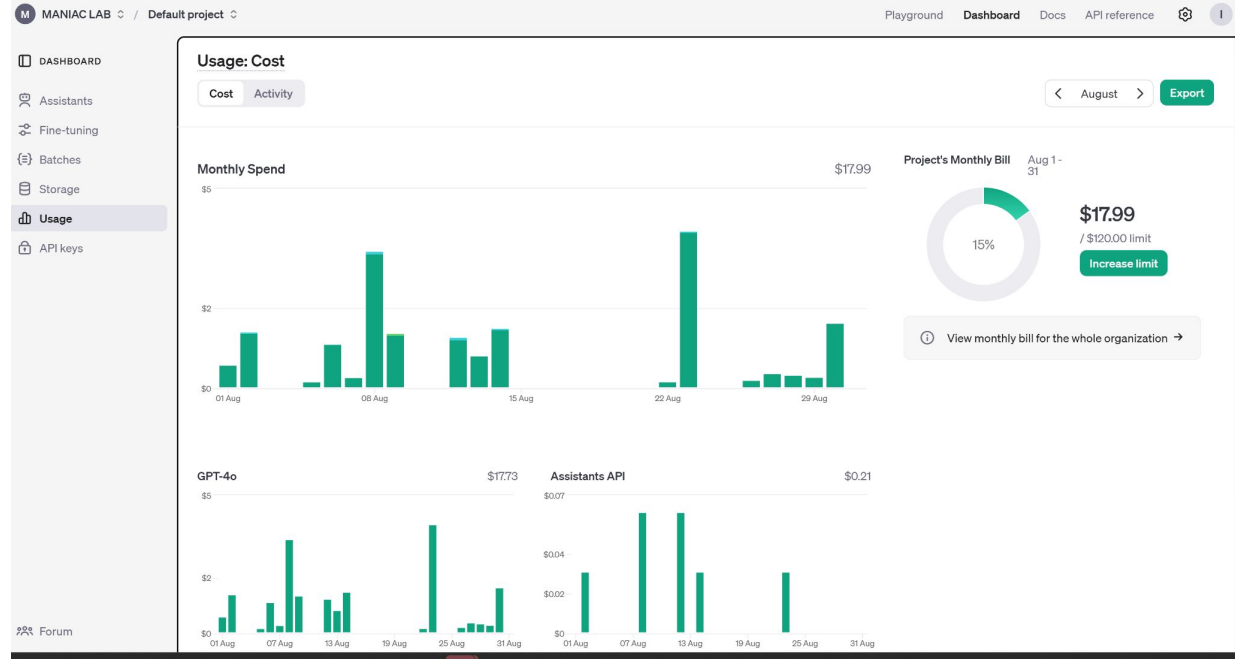 M MANIAC LAB / Default project
Playground Dashboard Docs API reference I
DASHBOARD
Assistants
Fine-tuning
Batches
Storage
Usage
API keys
Forum
Usage: Cost
Cost Activity
August Export
Monthly Spend $17.99
$5
$2
$0
01 Aug 08 Aug 15 Aug 22 Aug 29 Aug
Project's Monthly Bill Aug 1 -
31
15%
$17.99
/ $120.00 limit
Increase limit
View monthly bill for the whole organization →
GPT-4o $17.73
$5
$2
$0
01 Aug 07 Aug 13 Aug 19 Aug 25 Aug 31 Aug
Assistants API $0.21
$0.07
$0.04
$0.02
$0
01 Aug 07 Aug 13 Aug 19 Aug 25 Aug 31 Aug